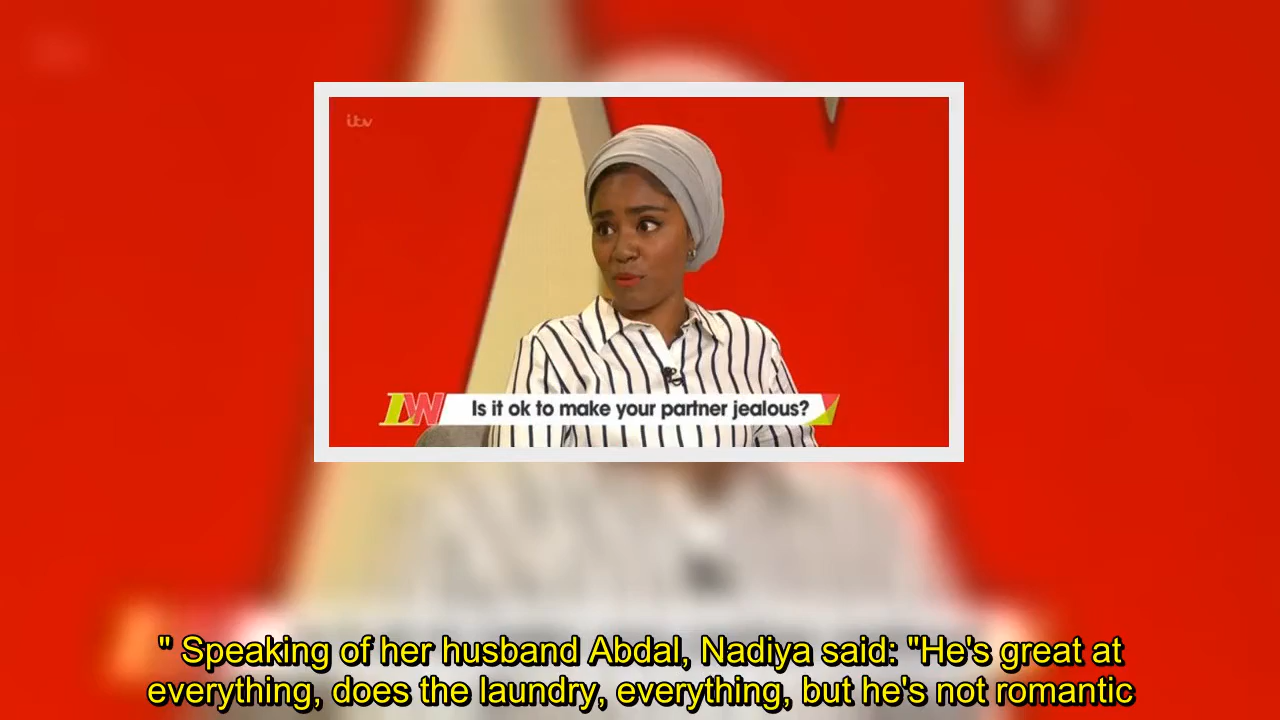 itv
LW Is it ok to make your partner jealous?
" Speaking of her husband Abdal, Nadiya said: "He's great at
everything, does the laundry, everything, but he's not romantic